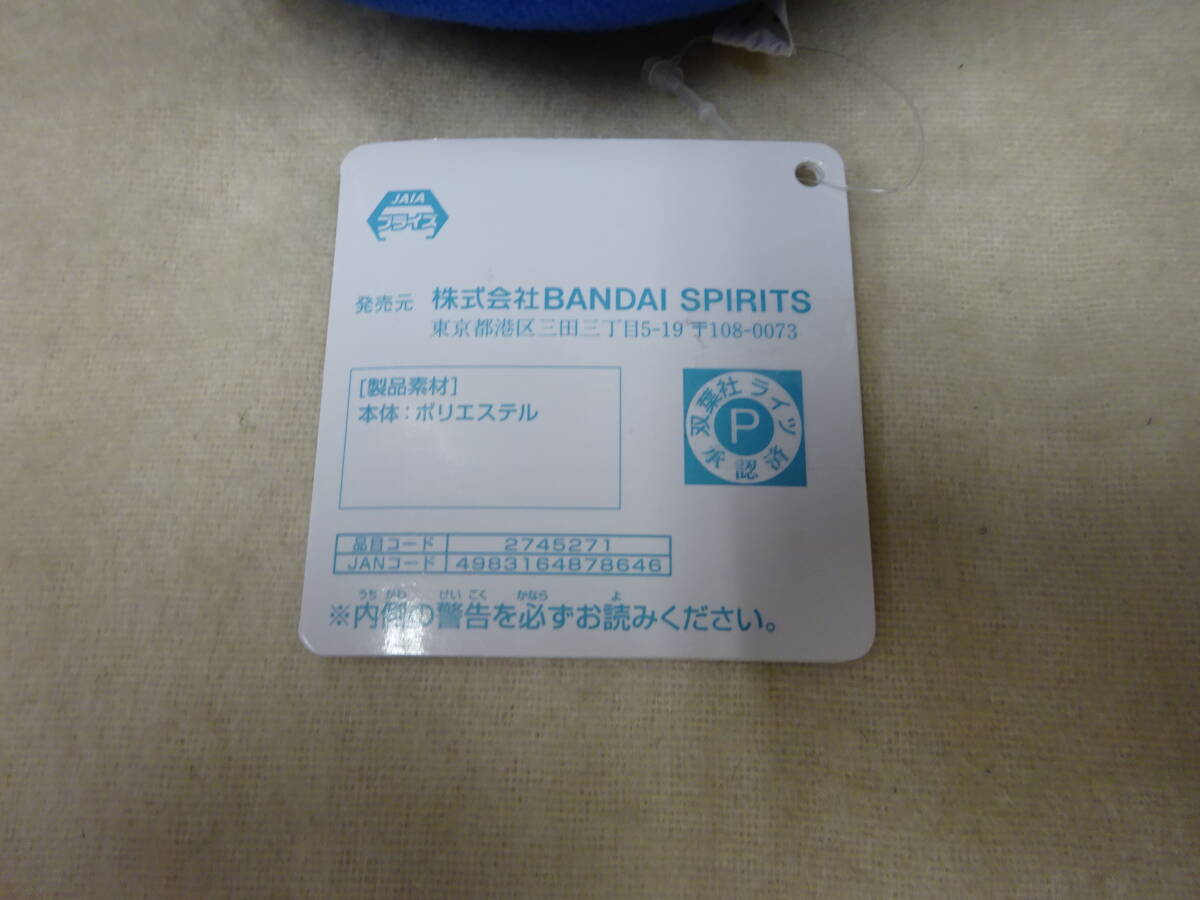 JAIA
プライズ
発売元 株式会社BANDAI SPIRITS
東京都港区三田三丁目5-19 〒108-0073
[製品素材]
本体:ポリエステル
双葉社 ライツ
P
承認済
品目コード 2745271
JANコード 4983164878646
うち がわ けい こく かなら よ
※内側の警告を必ずお読みください。